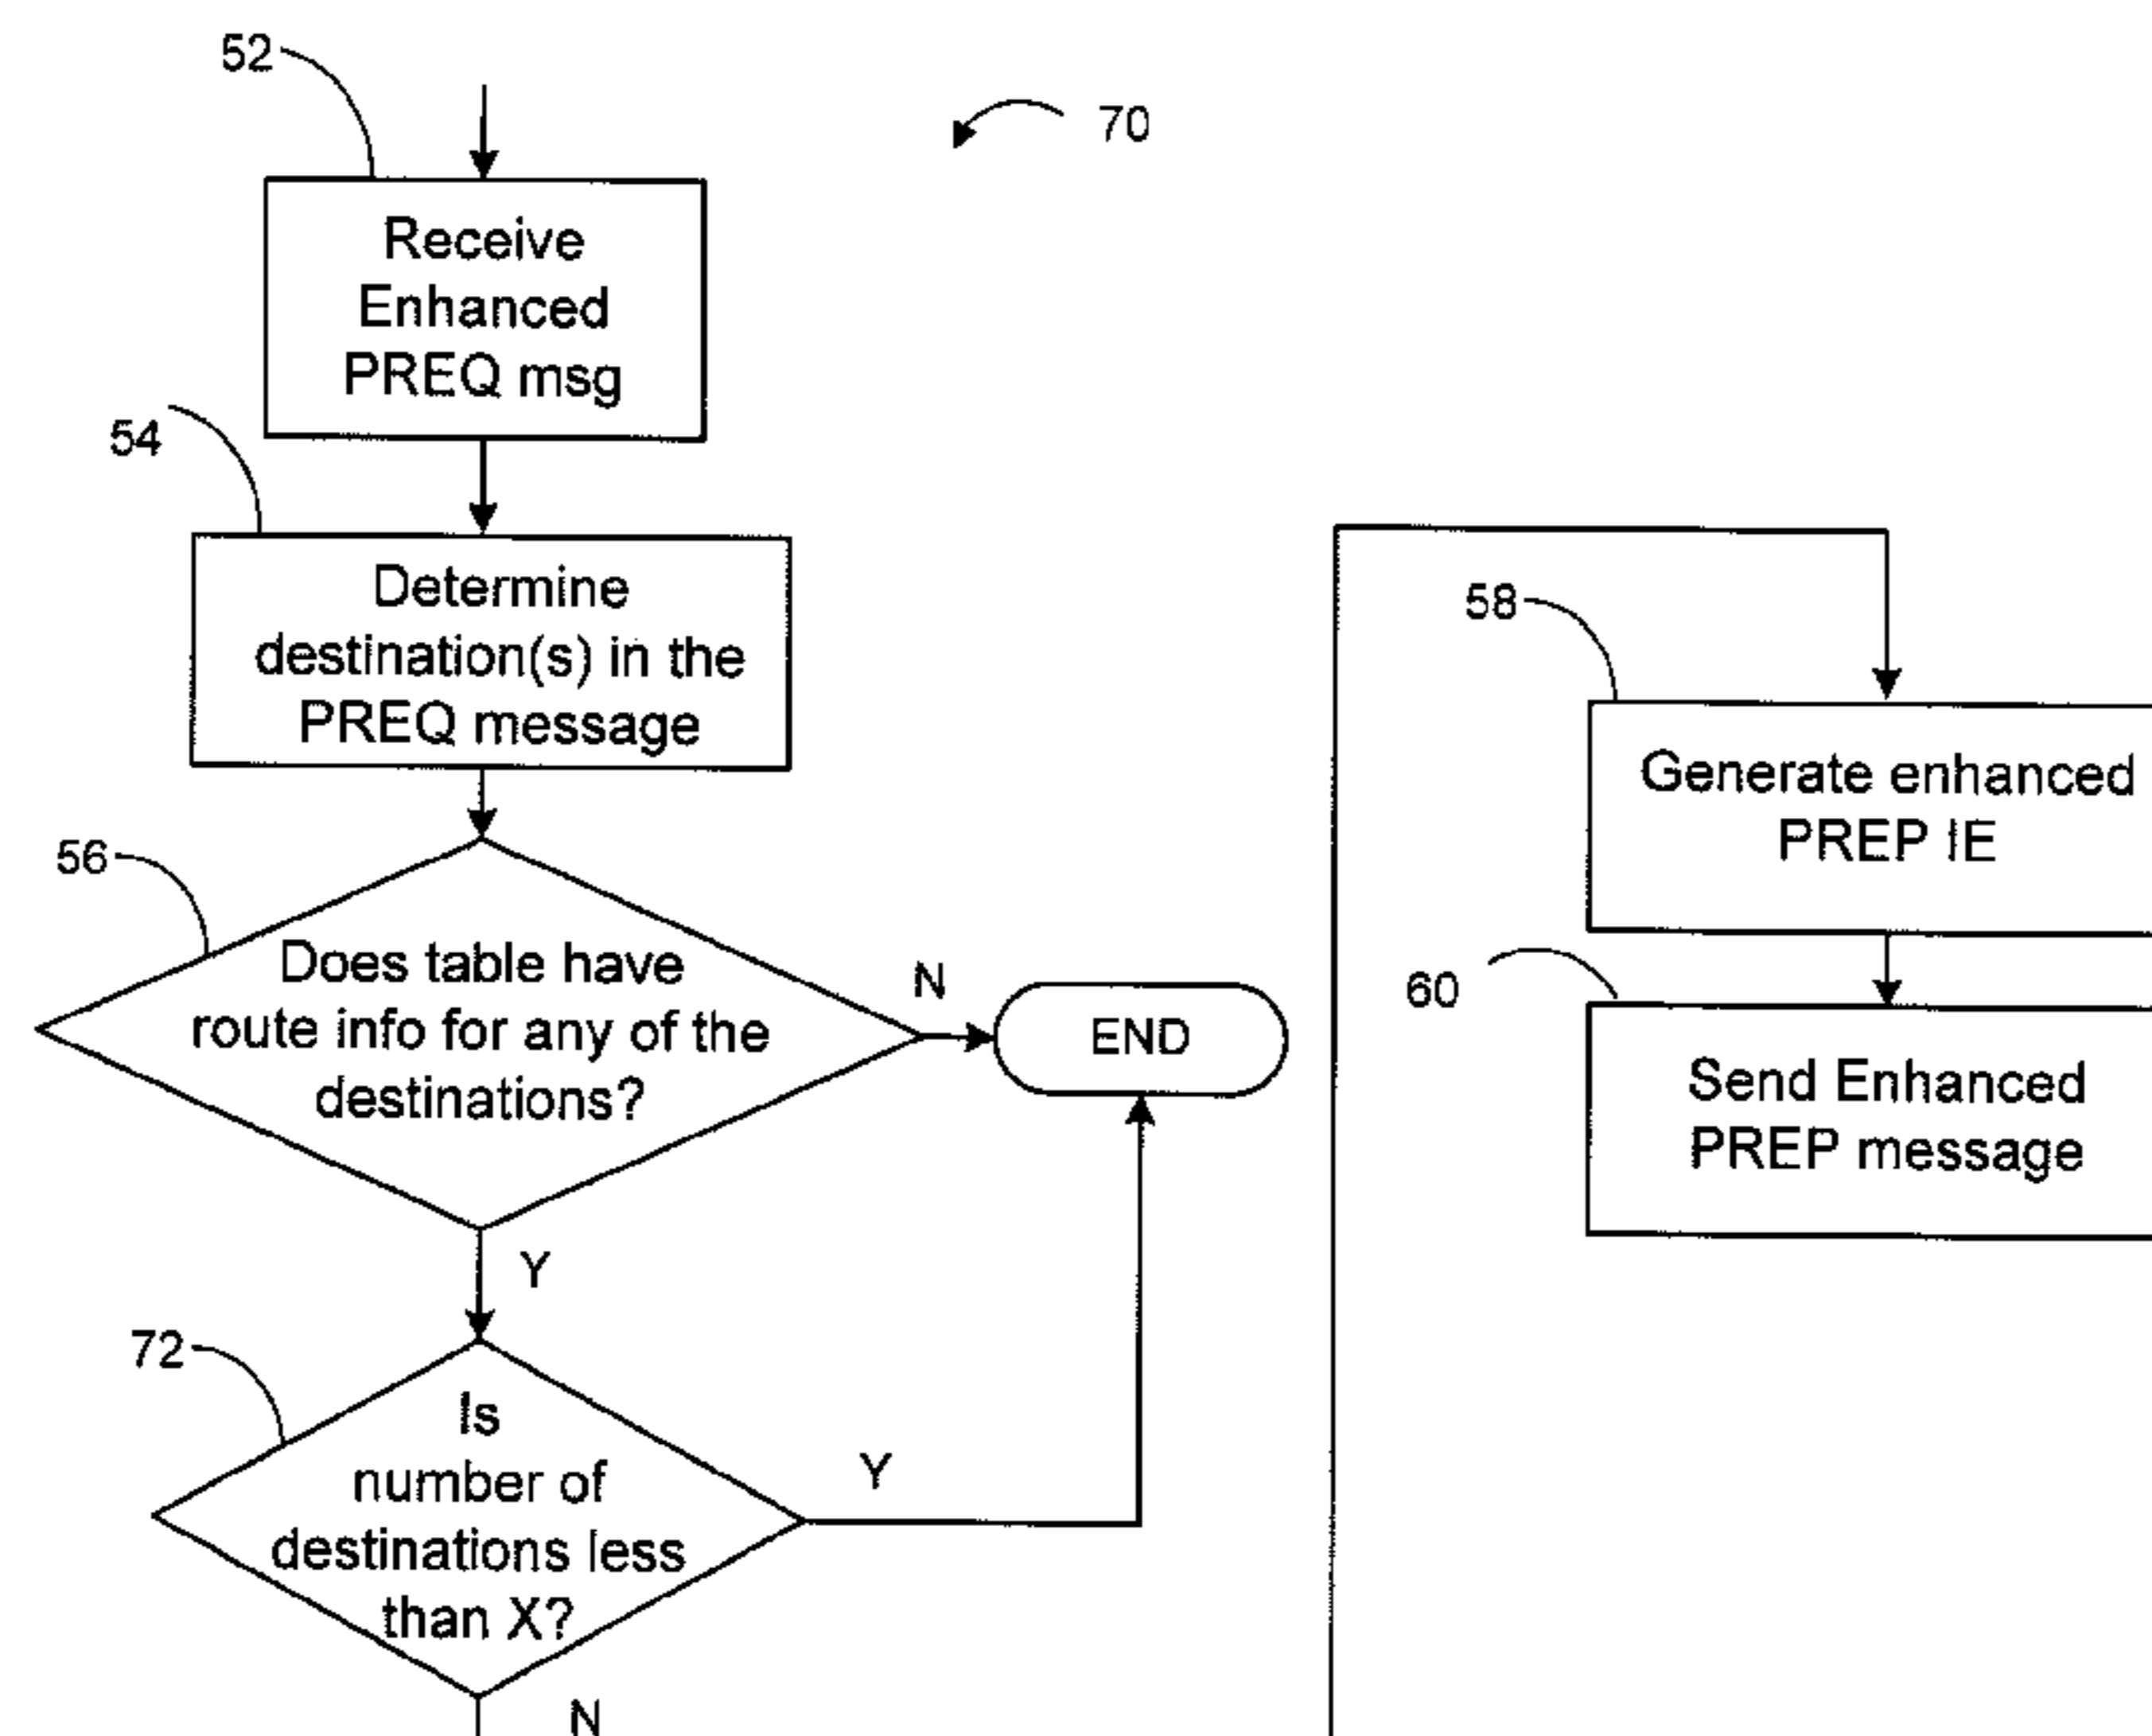 52
70
Receive
Enhanced
PREQ msg
54
Determine
destination(s) in the
PREQ message
56
Does table have
route info for any of the
destinations?
N
END
Y
72
Is
number of
destinations less
than X?
Y
N
58
Generate enhanced
PREP IE
60
Send Enhanced
PREP message